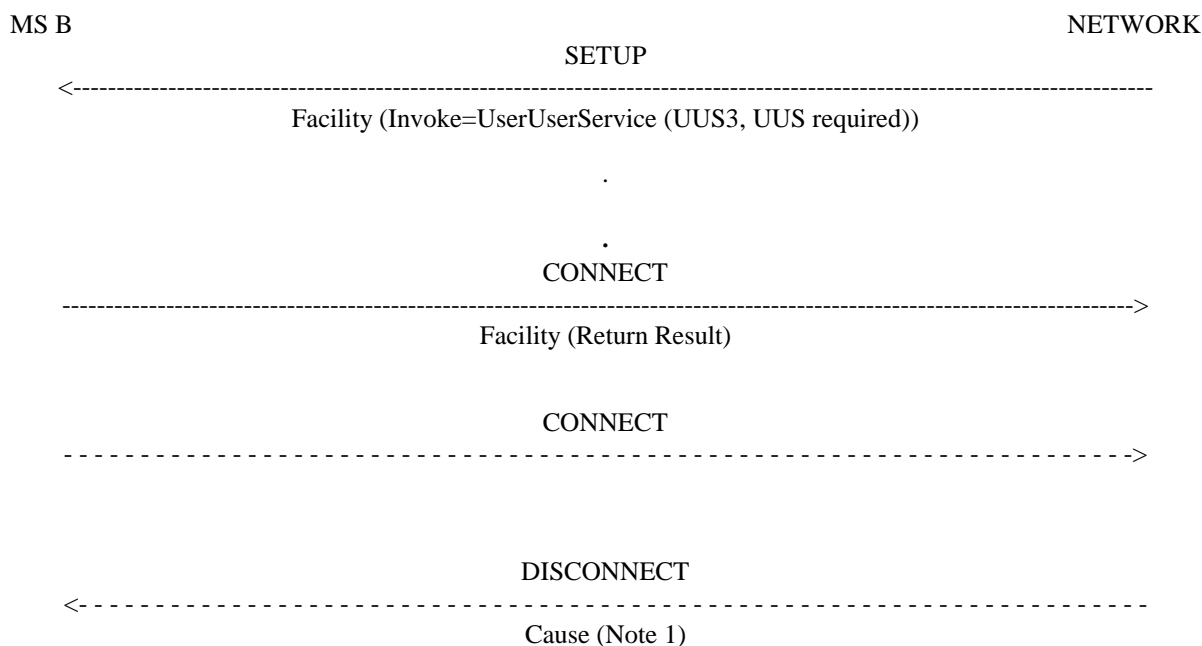 MS B NETWORK
SETUP
<------------------------------------------------------------------------------------------------------------------------------
Facility (Invoke=UserUserService (UUS3, UUS required))
.
.
CONNECT
------------------------------------------------------------------------------------------------------------------------------>
Facility (Return Result)
CONNECT
- - - - - - - - - - - - - - - - - - - - - - - - - - - - - - - - - - - - - - - - - - - - - - - - - - - - - - - - - - - - - - - - - - - - - ->
DISCONNECT
<- - - - - - - - - - - - - - - - - - - - - - - - - - - - - - - - - - - - - - - - - - - - - - - - - - - - - - - - - - - - - - - - - - - - - -
Cause (Note 1)